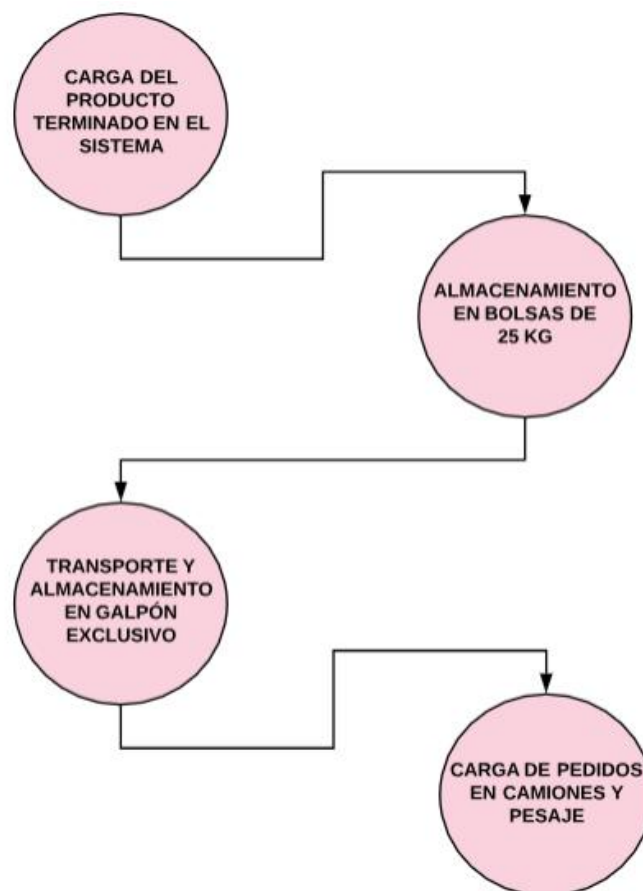 CARGA DEL
PRODUCTO
TERMINADO EN EL
SISTEMA
ALMACENAMIENTO
EN BOLSAS DE
25 KG
TRANSPORTE Y
ALMACENAMIENTO
EN GALPÓN
EXCLUSIVO
CARGA DE PEDIDOS
EN CAMIONES Y
PESAJE